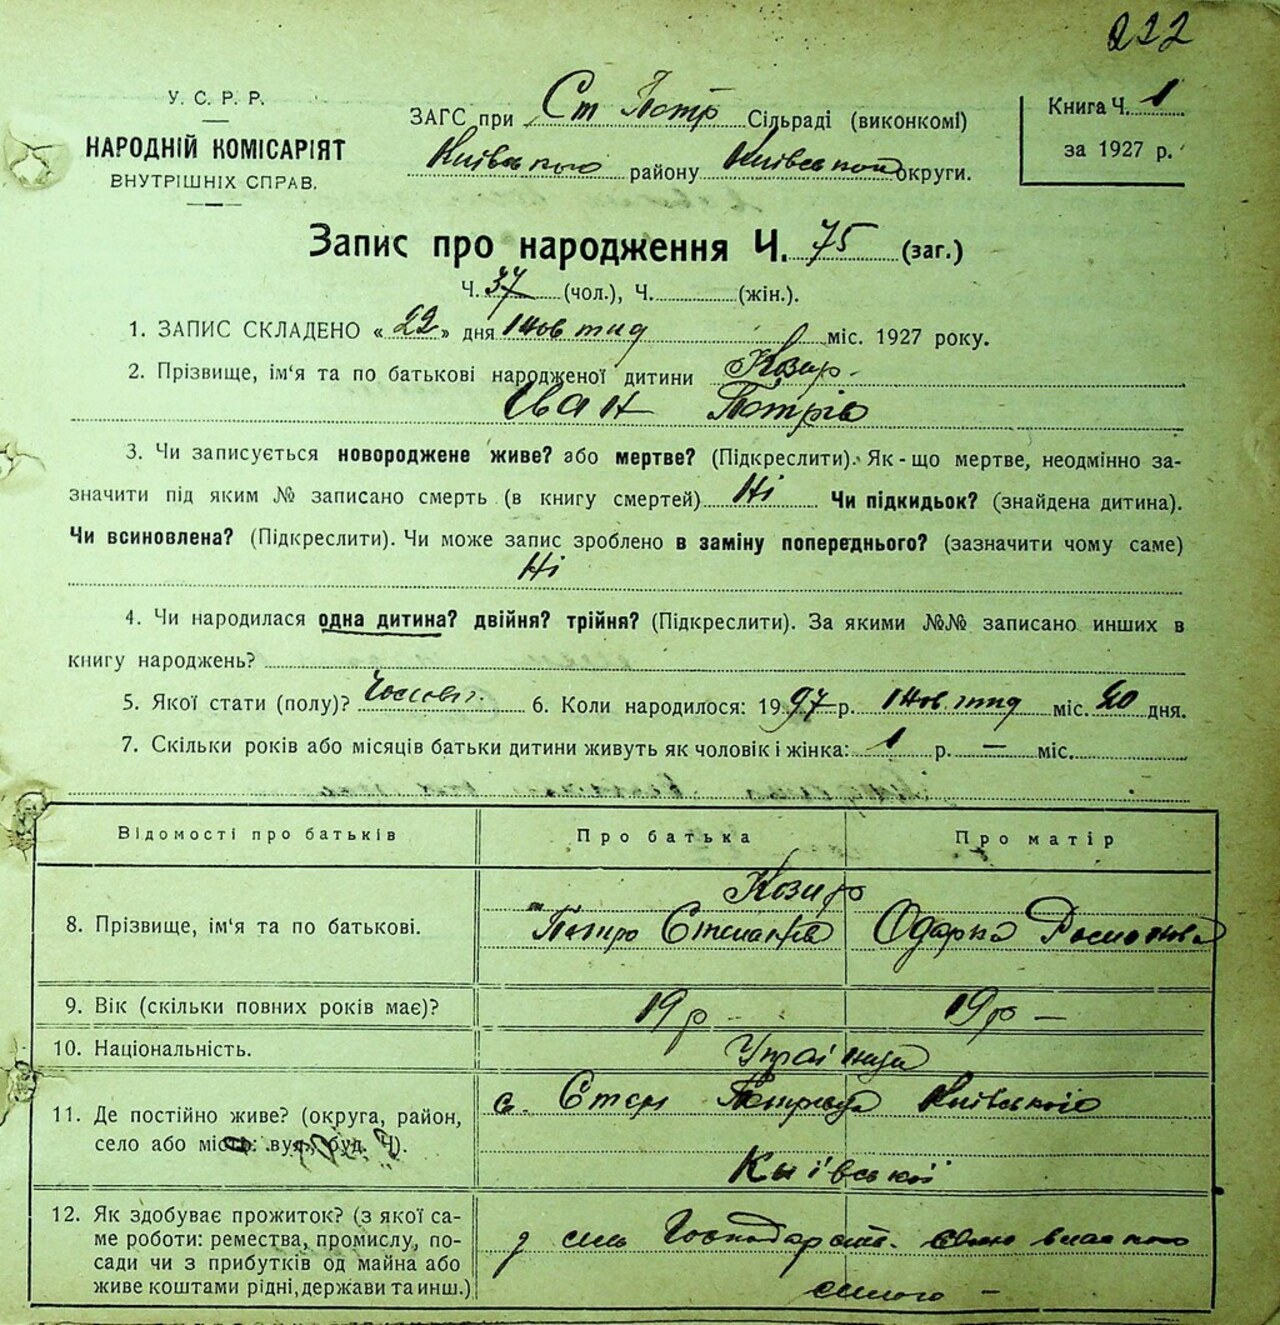 222
У. С. Р. Р.
НАРОДНІЙ КОМІСАРІЯТ
ВНУТРІШНІХ СПРАВ.
ЗАГС при Ст Петр Сільраді (виконкомі)
Київського району Київської округи.
Книга Ч. 1
за 1927 р.
Запис про народження Ч. 75 (заг.)
Ч. 37 (чол.), Ч. (жін.).
1. ЗАПИС СКЛАДЕНО « 22 » дня Жовтня міс. 1927 року.
2. Прізвище, ім'я та по батькові народженої дитини Козир
Іван Петрів
3. Чи записується новороджене живе? або мертве? (Підкреслити). Як-що мертве, неодмінно за-
значити під яким № записано смерть (в книгу смертей) Ні Чи підкидьок? (знайдена дитина).
Чи всиновлена? (Підкреслити). Чи може запис зроблено в заміну попереднього? (зазначити чому саме)
Ні
4. Чи народилася одна дитина? двійня? трійня? (Підкреслити). За якими №№ записано инших в
книгу народжень?
5. Якої стати (полу)? Чолов. 6. Коли народилося: 1927 р. Жовтня міс. 20 дня.
7. Скільки років або місяців батьки дитини живуть як чоловік і жінка: 1 р. — міс.
Відомості про батьків Про батька Про матір
Козир
8. Прізвище, ім'я та по батькові. Петро Степанів Одарка Романова
9. Вік (скільки повних років має)? 19 р 19 р —
10. Національність. Українці
11. Де постійно живе? (округа, район, с. Стар Петрівці Київського
село або місто: вул., буд. Ч).
Київської
12. Як здобуває прожиток? (з якої са-
ме роботи: ремества, промислу, по- Господарств.
сади чи з прибутків од майна або
живе коштами рідні, держави та инш.)